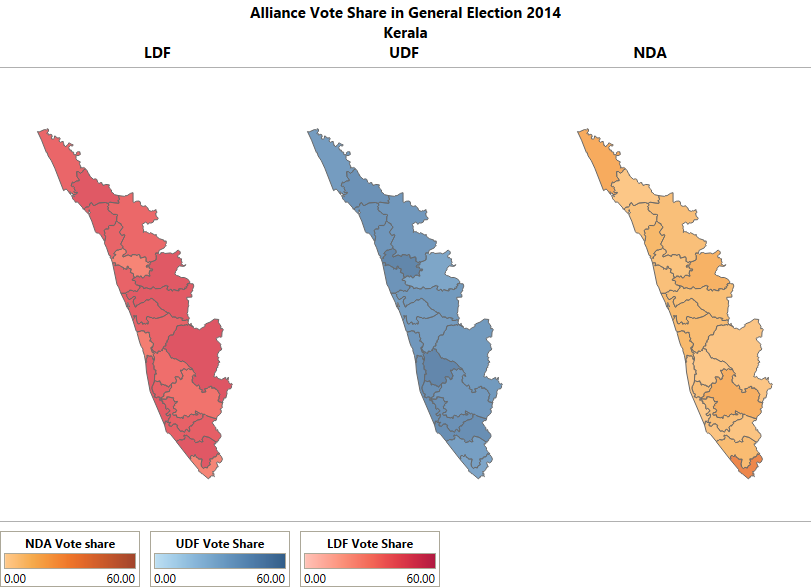 Alliance Vote Share in General Election 2014
Kerala
LDF UDF NDA
NDA Vote share UDF Vote Share LDF Vote Share
0.00 60.00 0.00 60.00 0.00 60.00